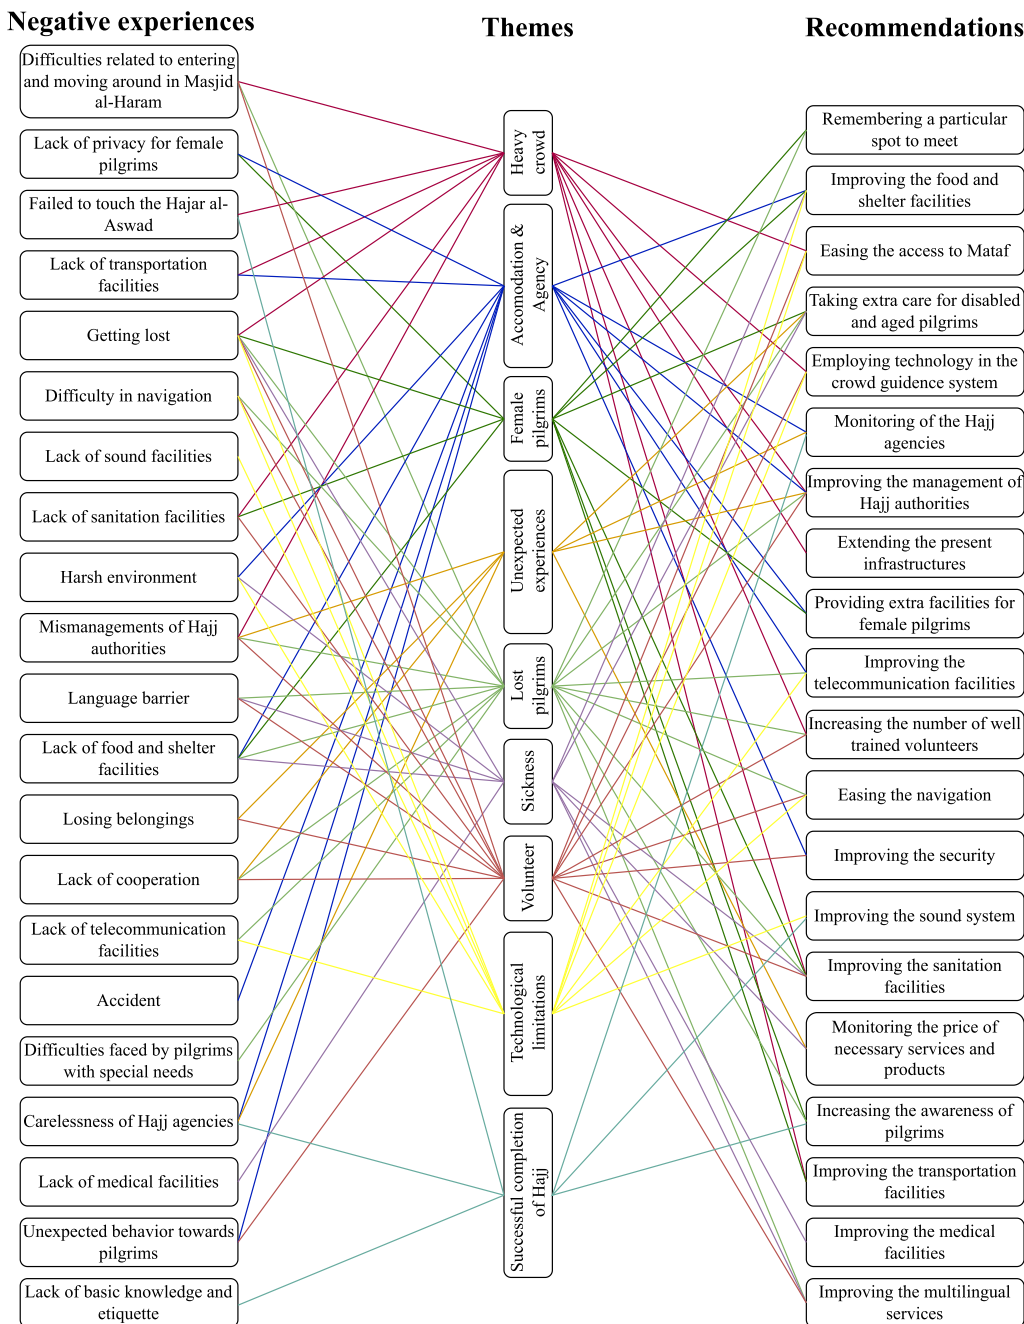 Negative experiences
Themes
Recommendations
Difficulties related to entering
and moving around in Masjid
al-Haram
Lack of privacy for female
pilgrims
Failed to touch the Hajar al-
Aswad
Lack of transportation
facilities
Getting lost
Difficulty in navigation
Lack of sound facilities
Lack of sanitation facilities
Harsh environment
Mismanagements of Hajj
authorities
Language barrier
Lack of food and shelter
facilities
Losing belongings
Lack of cooperation
Lack of telecommunication
facilities
Accident
Difficulties faced by pilgrims
with special needs
Carelessness of Hajj agencies
Lack of medical facilities
Unexpected behavior towards
pilgrims
Lack of basic knowledge and
etiquette
Heavy
crowd
Accomodation &
Agency
Female
pilgrims
Unexpected
experiences
Lost
pilgrims
Sickness
Volunteer
Technological
limitations
Successful completion
of Hajj
Remembering a particular
spot to meet
Improving the food and
shelter facilities
Easing the access to Mataf
Taking extra care for disabled
and aged pilgrims
Employing technology in the
crowd guidence system
Monitoring of the Hajj
agencies
Improving the management of
Hajj authorities
Extending the present
infrastructures
Providing extra facilities for
female pilgrims
Improving the
telecommunication facilities
Increasing the number of well
trained volunteers
Easing the navigation
Improving the security
Improving the sound system
Improving the sanitation
facilities
Monitoring the price of
necessary services and
products
Increasing the awareness of
pilgrims
Improving the transportation
facilities
Improving the medical
facilities
Improving the multilingual
services